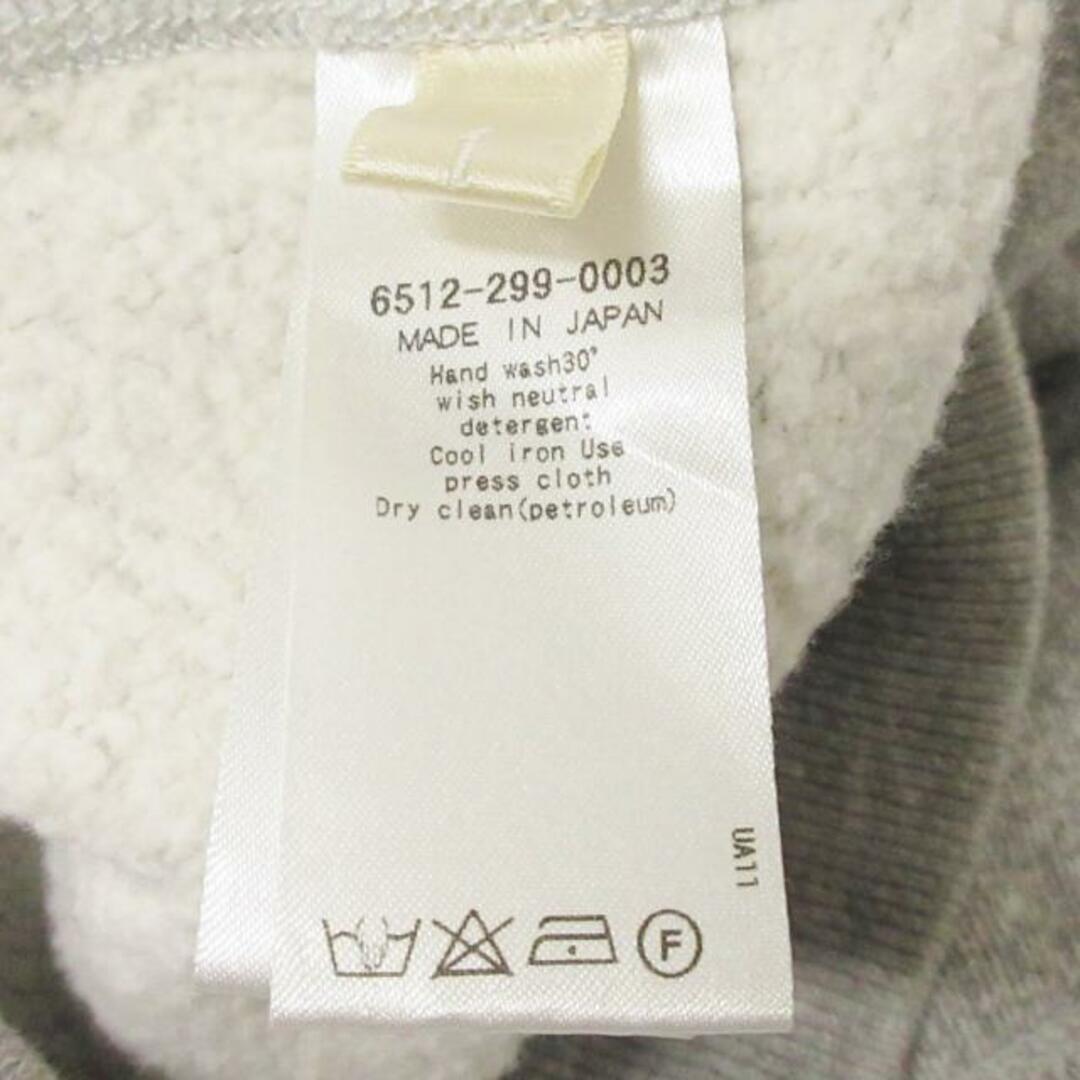 6512-299-0003
MADE IN JAPAN
Hand wash30°
wish neutral
detergent
Cool iron Use
press cloth
Dry clean(petroleum)
UA11
F